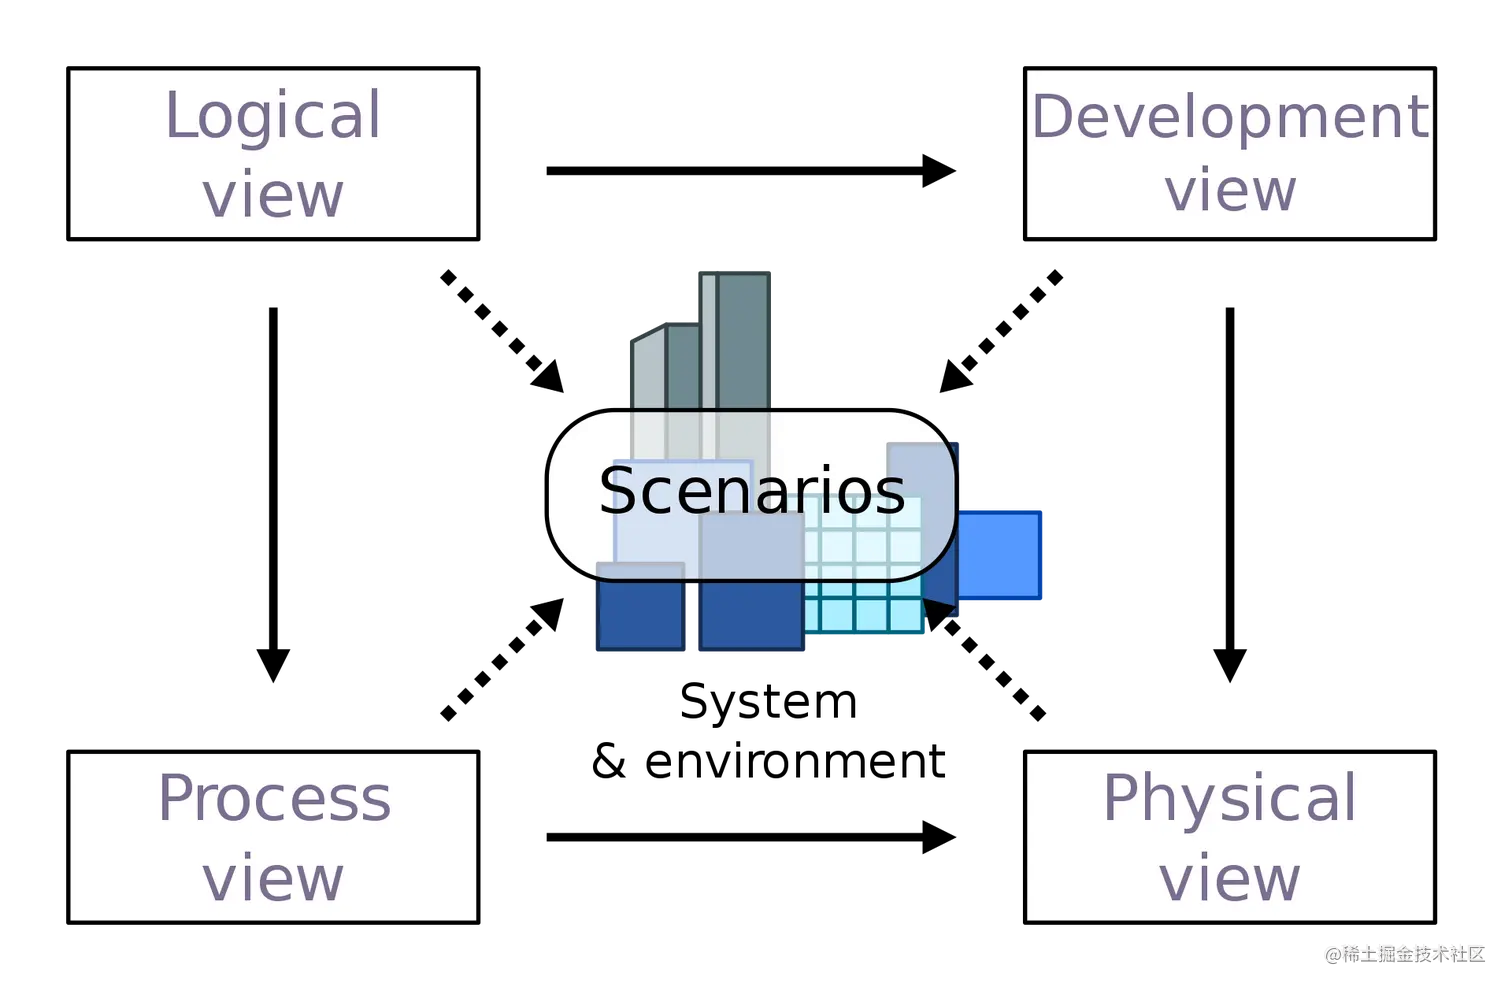 Logical
view
Development
view
Scenarios
System
& environment
Process
view
Physical
view
@稀土掘金技术社区